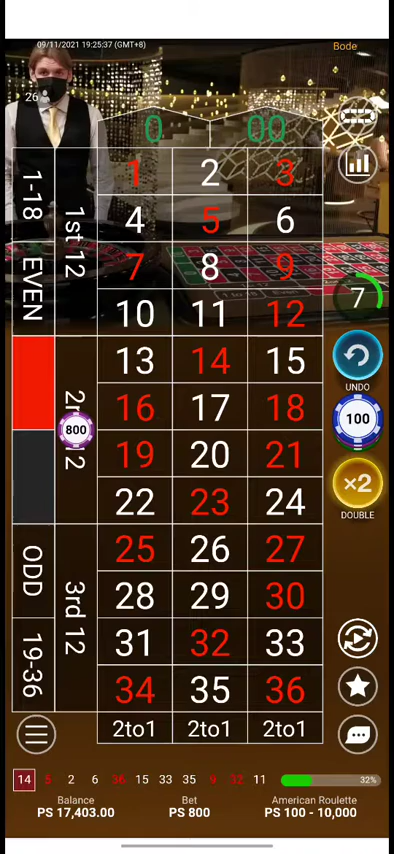 09/11/2021 19:25:37 (GMT+8)
Bode
26
0 00
1 2 3
4 5 6
7 8 9
10 11 12
13 14 15
16 17 18
19 20 21
22 23 24
25 26 27
28 29 30
31 32 33
34 35 36
2to1 2to1 2to1
1-18
EVEN
ODD
19-36
1st 12
3rd 12
800
7
UNDO
100
×2
DOUBLE
14 5 2 6 36 15 33 35 9 32 11
32%
Balance Bet American Roulette
PS 17,403.00 PS 800 PS 100 - 10,000